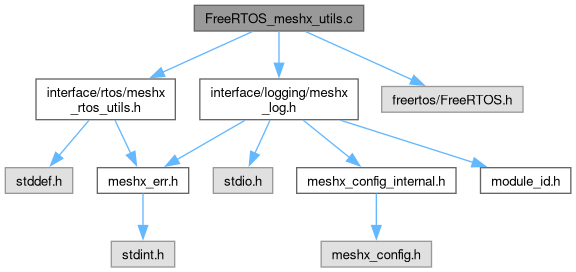 FreeRTOS_meshx_utils.c
interface/rtos/meshx
_rtos_utils.h
interface/logging/meshx
_log.h
freertos/FreeRTOS.h
stddef.h
meshx_err.h
stdio.h
meshx_config_internal.h
module_id.h
stdint.h
meshx_config.h